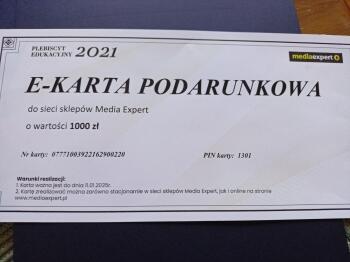 PLEBISCYT
EDUKACYJNY 2021
mediaexpert
E-KARTA PODARUNKOWA
do sieci sklepów Media Expert
o wartości 1000 zł
Nr karty: 07771003922162900220 PIN karty: 1301
Warunki realizacji:
1. Karta ważna jest do dnia 11.01.2025r.
2. Kartę zrealizować można zarówno stacjonarnie w sieci sklepów Media Expert, jak i online na stronie
www.mediaexpert.pl